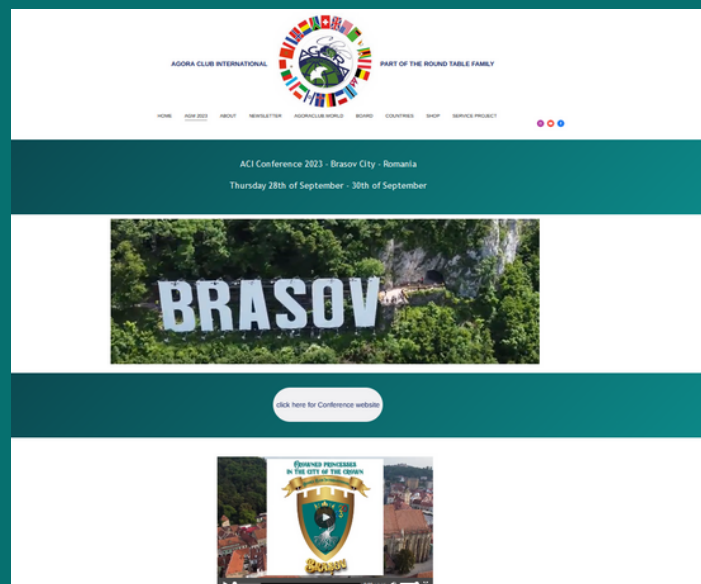 AGORA CLUB INTERNATIONAL
AGORA
PART OF THE ROUND TABLE FAMILY
HOME AGM 2023 ABOUT NEWSLETTER AGORACLUB WORLD BOARD COUNTRIES SHOP SERVICE PROJECT
ACI Conference 2023 - Brasov City - Romania
Thursday 28th of September - 30th of September
BRASOV
click here for Conference website
CROWNED PRINCESSES
IN THE CITY OF THE CROWN
Brașov